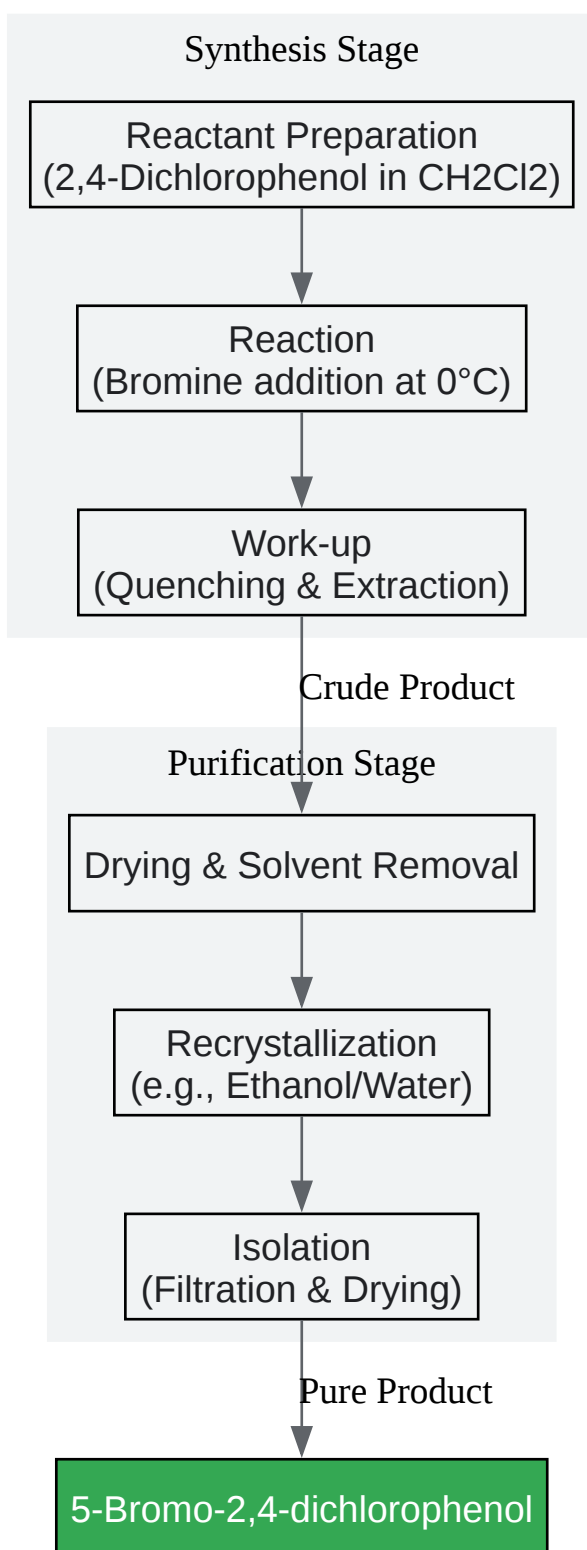 Synthesis Stage
Reactant Preparation
(2,4-Dichlorophenol in CH2Cl2)
Reaction
(Bromine addition at 0°C)
Work-up
(Quenching & Extraction)
Crude Product
Purification Stage
Drying & Solvent Removal
Recrystallization
(e.g., Ethanol/Water)
Isolation
(Filtration & Drying)
Pure Product
5-Bromo-2,4-dichlorophenol